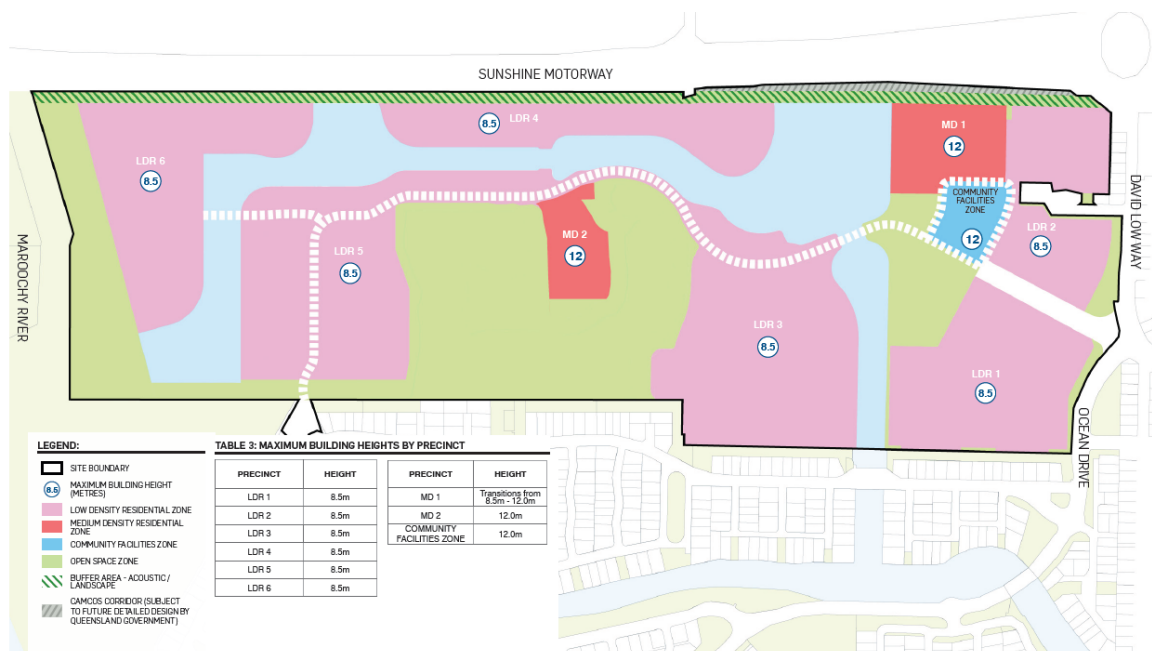 SUNSHINE MOTORWAY
LDR 4
8.5
MD 1
12
LDR 6
8.5
COMMUNITY
FACILITIES
ZONE
12
DAVID LOW WAY
LDR 2
8.5
MD 2
12
LDR 5
8.5
MAROOCHY RIVER
LDR 3
8.5
LDR 1
8.5
OCEAN DRIVE
LEGEND:
SITE BOUNDARY
8.5
MAXIMUM BUILDING HEIGHT
(METRES)
LOW DENSITY RESIDENTIAL ZONE
MEDIUM DENSITY RESIDENTIAL
ZONE
COMMUNITY FACILITIES ZONE
OPEN SPACE ZONE
BUFFER AREA - ACOUSTIC /
LANDSCAPE
CAMCOS CORRIDOR (SUBJECT
TO FUTURE DETAILED DESIGN BY
QUEENSLAND GOVERNMENT)
TABLE 3: MAXIMUM BUILDING HEIGHTS BY PRECINCT
PRECINCT HEIGHT
LDR 1 8.5m
LDR 2 8.5m
LDR 3 8.5m
LDR 4 8.5m
LDR 5 8.5m
LDR 6 8.5m
PRECINCT HEIGHT
MD 1 Transitions from
8.5m - 12.0m
MD 2 12.0m
COMMUNITY
FACILITIES ZONE 12.0m